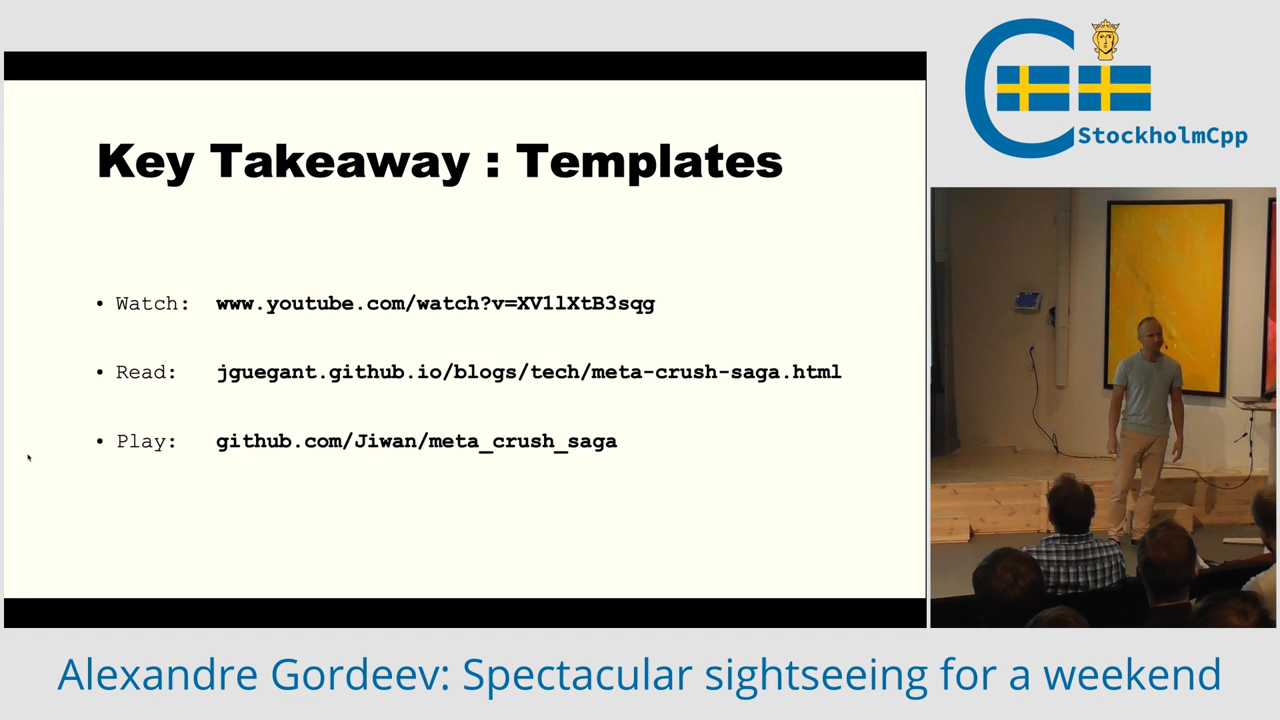 Key Takeaway : Templates
• Watch: www.youtube.com/watch?v=XV1lXtB3sqg
• Read: jguegant.github.io/blogs/tech/meta-crush-saga.html
• Play: github.com/Jiwan/meta_crush_saga
StockholmCpp
Alexandre Gordeev: Spectacular sightseeing for a weekend